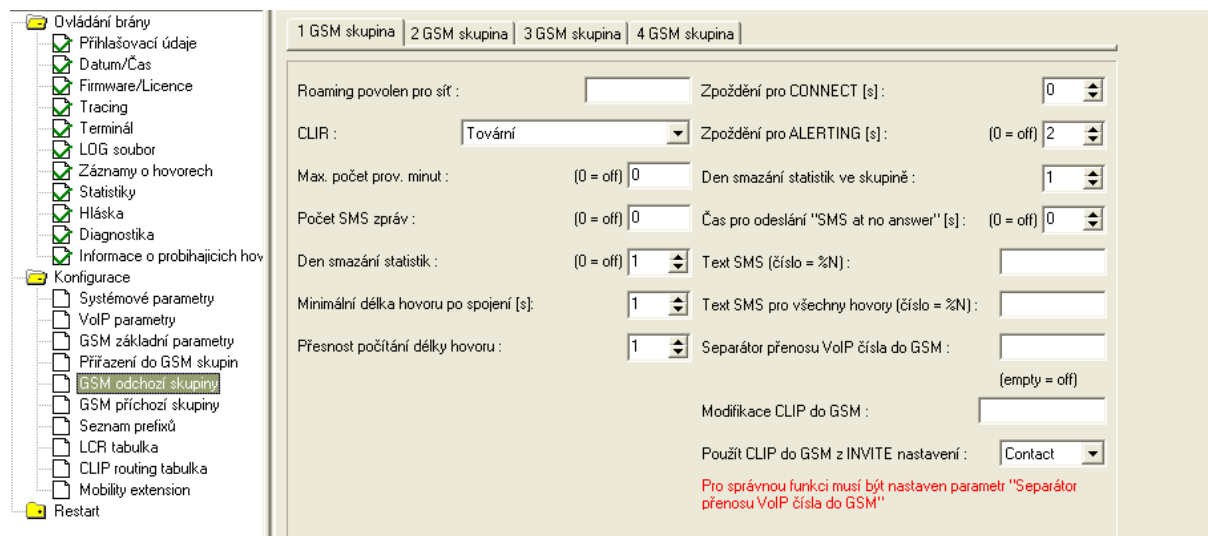 Ovládání brány
Přihlašovací údaje
Datum/Čas
Firmware/Licence
Tracing
Terminál
LOG soubor
Záznamy o hovorech
Statistiky
Hláska
Diagnostika
Informace o probihajicich hov
Konfigurace
Systémové parametry
VoIP parametry
GSM základní parametry
Přiřazení do GSM skupin
GSM odchozí skupiny
GSM příchozí skupiny
Seznam prefixů
LCR tabulka
CLIP routing tabulka
Mobility extension
Restart
1 GSM skupina 2 GSM skupina 3 GSM skupina 4 GSM skupina
Roaming povolen pro síť :
CLIR : Tovární
Max. počet prov. minut : (0 = off) 0
Počet SMS zpráv : (0 = off) 0
Den smazání statistik : (0 = off) 1
Minimální délka hovoru po spojení [s]: 1
Přesnost počítání délky hovoru : 1
Zpoždění pro CONNECT [s] : 0
Zpoždění pro ALERTING [s] : (0 = off) 2
Den smazání statistik ve skupině : 1
Čas pro odeslání "SMS at no answer" [s] : (0 = off) 0
Text SMS (číslo = %N) :
Text SMS pro všechny hovory (číslo = %N) :
Separátor přenosu VoIP čísla do GSM :
(empty = off)
Modifikace CLIP do GSM :
Použít CLIP do GSM z INVITE nastavení : Contact
Pro správnou funkci musí být nastaven parametr "Separátor
přenosu VoIP čísla do GSM"